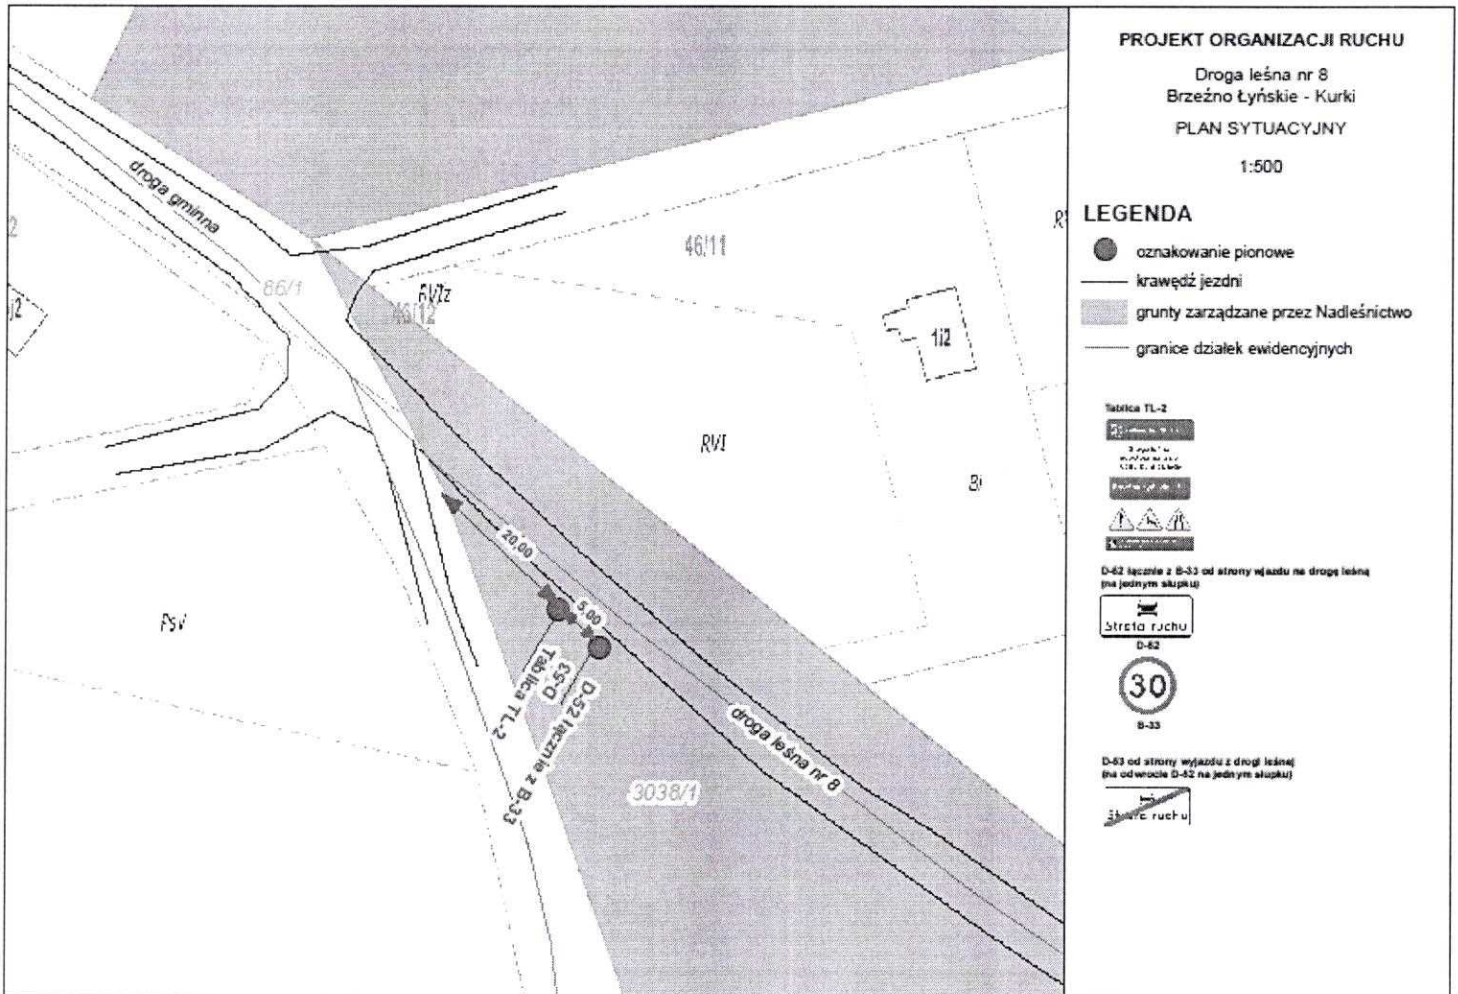 PROJEKT ORGANIZACJI RUCHU
Droga leśna nr 8
Brzeźno Łyńskie - Kurki
PLAN SYTUACYJNY
1:500
LEGENDA
oznakowanie pionowe
krawędź jezdni
grunty zarządzane przez Nadleśnictwo
granice działek ewidencyjnych
Tablica TL-2
D-52 łącznie z B-33 od strony wjazdu na drogę leśną
(na jednym słupku)
Strefa ruchu
D-52
30
B-33
D-53 od strony wyjazdu z drogi leśnej
(na odwrocie D-52 na jednym słupku)
Strefa ruchu
droga gminna
86/1
RVIz
46/12
46/11
1i2
RVI
Bi
PsV
20,00
5,00
Tablica TL-2
D-53
D-52 łącznie z B-33
droga leśna nr 8
3038/1